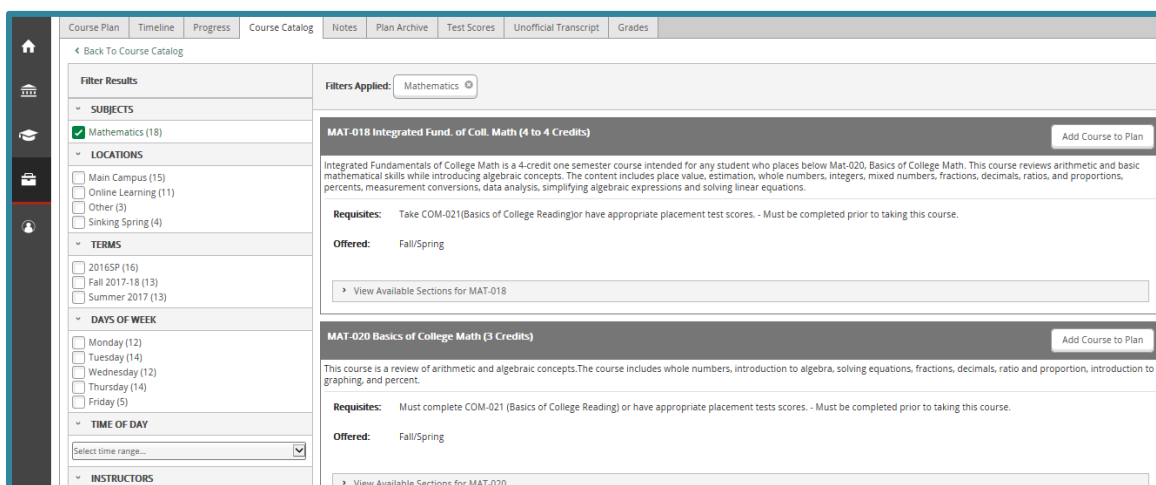 Course Plan
Timeline
Progress
Course Catalog
Notes
Plan Archive
Test Scores
Unofficial Transcript
Grades
Back To Course Catalog
Filter Results
SUBJECTS
Mathematics (18)
LOCATIONS
Main Campus (15)
Online Learning (11)
Other (3)
Sinking Spring (4)
TERMS
2016SP (16)
Fall 2017-18 (13)
Summer 2017 (13)
DAYS OF WEEK
Monday (12)
Tuesday (14)
Wednesday (12)
Thursday (14)
Friday (5)
TIME OF DAY
Select time range...
INSTRUCTORS
Filters Applied: Mathematics
MAT-018 Integrated Fund. of Coll. Math (4 to 4 Credits)
Add Course to Plan
Integrated Fundamentals of College Math is a 4-credit one semester course intended for any student who places below Mat-020, Basics of College Math. This course reviews arithmetic and basic
mathematical skills while introducing algebraic concepts. The content includes place value, estimation, whole numbers, integers, mixed numbers, fractions, decimals, ratios, and proportions,
percents, measurement conversions, data analysis, simplifying algebraic expressions and solving linear equations.
Requisites: Take COM-021(Basics of College Reading)or have appropriate placement test scores. - Must be completed prior to taking this course.
Offered: Fall/Spring
View Available Sections for MAT-018
MAT-020 Basics of College Math (3 Credits)
Add Course to Plan
This course is a review of arithmetic and algebraic concepts.The course includes whole numbers, introduction to algebra, solving equations, fractions, decimals, ratio and proportion, introduction to
graphing, and percent.
Requisites: Must complete COM-021 (Basics of College Reading) or have appropriate placement tests scores. - Must be completed prior to taking this course.
Offered: Fall/Spring
View Available Sections for MAT-020